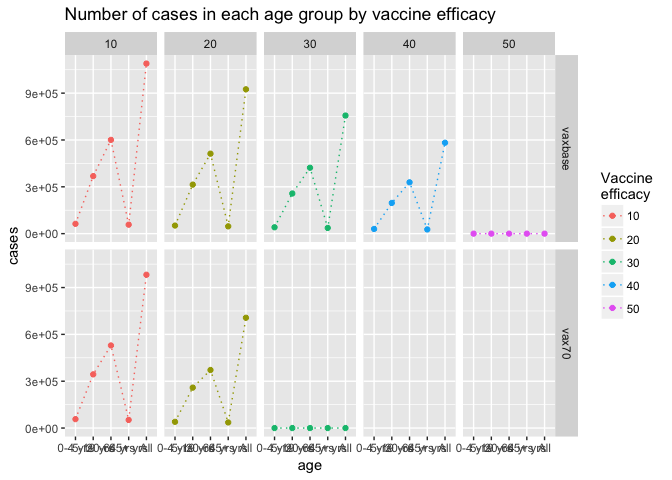 Number of cases in each age group by vaccine efficacy
10 20 30 40 50
9e+05
6e+05
3e+05
0e+00
vaxbase
9e+05
6e+05
3e+05
0e+00
vax70
cases
age
Vaccine
efficacy
10
20
30
40
50